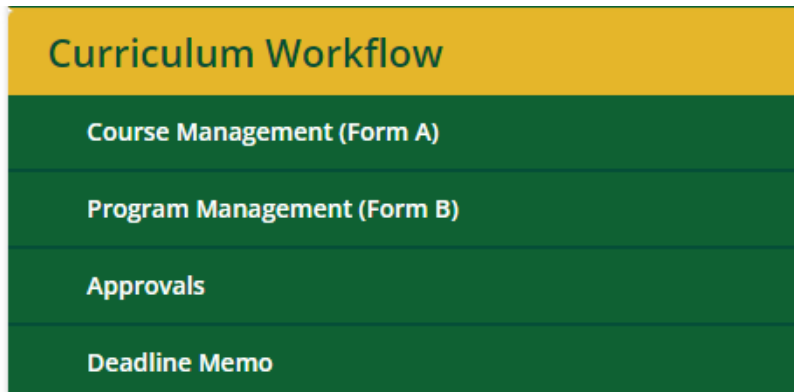 Curriculum Workflow
Course Management (Form A)
Program Management (Form B)
Approvals
Deadline Memo